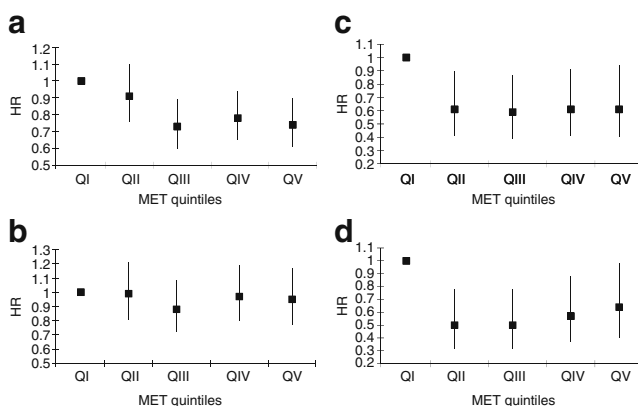 a
1.2
1.1
1
0.9
0.8
0.7
0.6
0.5
HR
QI QII QIII QIV QV
MET quintiles
b
1.3
1.2
1.1
1
0.9
0.8
0.7
0.6
0.5
HR
QI QII QIII QIV QV
MET quintiles
c
1.1
1
0.9
0.8
0.7
0.6
0.5
0.4
0.3
0.2
HR
QI QII QIII QIV QV
MET quintiles
d
1.1
1
0.9
0.8
0.7
0.6
0.5
0.4
0.3
0.2
HR
QI QII QIII QIV QV
MET quintiles